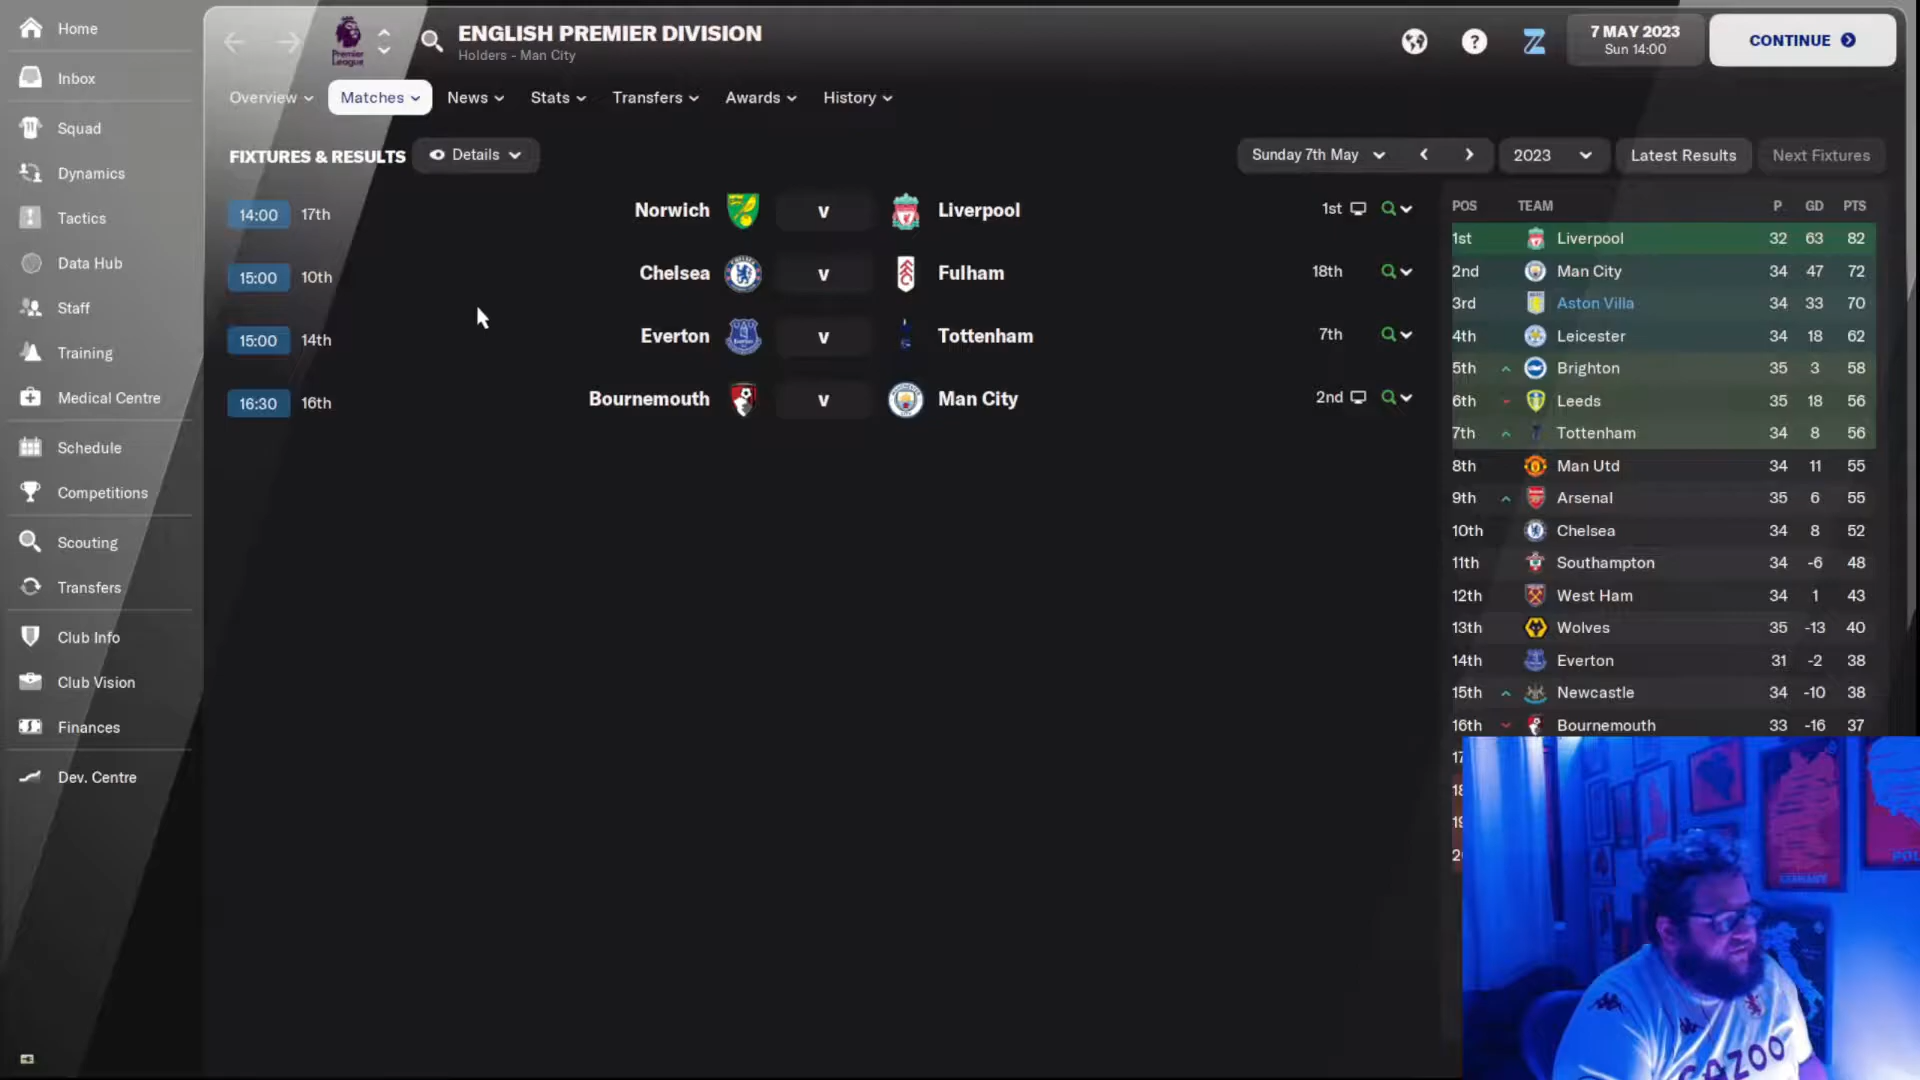 Home
Inbox
Squad
Dynamics
Tactics
Data Hub
Staff
Training
Medical Centre
Schedule
Competitions
Scouting
Transfers
Club Info
Club Vision
Finances
Dev. Centre
Premier League
ENGLISH PREMIER DIVISION
Holders - Man City
7 MAY 2023
Sun 14:00
CONTINUE
Overview Matches News Stats Transfers Awards History
FIXTURES & RESULTS Details Sunday 7th May 2023 Latest Results Next Fixtures
14:00 17th Norwich v Liverpool 1st
15:00 10th Chelsea v Fulham 18th
15:00 14th Everton v Tottenham 7th
16:30 16th Bournemouth v Man City 2nd
POS TEAM P GD PTS
1st Liverpool 32 63 82
2nd Man City 34 47 72
3rd Aston Villa 34 33 70
4th Leicester 34 18 62
5th Brighton 35 3 58
6th Leeds 35 18 56
7th Tottenham 34 8 56
8th Man Utd 34 11 55
9th Arsenal 35 6 55
10th Chelsea 34 8 52
11th Southampton 34 -6 48
12th West Ham 34 1 43
13th Wolves 35 -13 40
14th Everton 31 -2 38
15th Newcastle 34 -10 38
16th Bournemouth 33 -16 37
17
18
19
GERMANY
CAZOO